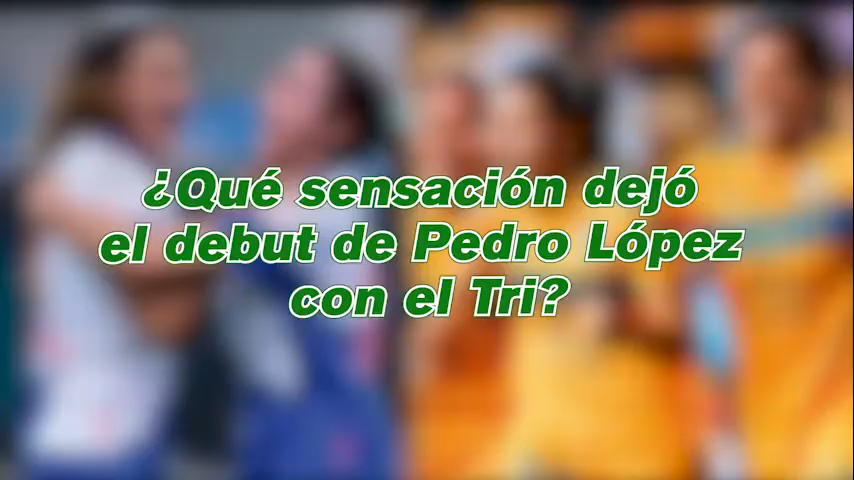 ¿Qué sensación dejó
el debut de Pedro López
con el Tri?